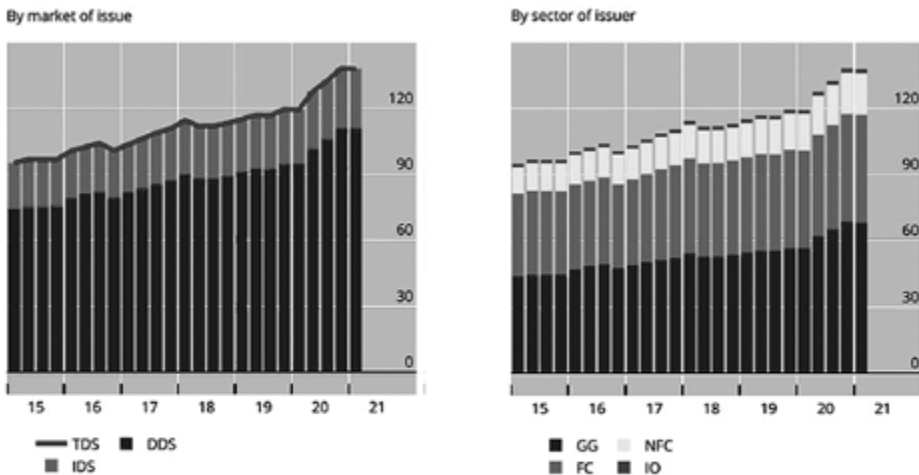 By market of issue
120
90
60
30
0
15 16 17 18 19 20 21
TDS DDS
IDS
By sector of issuer
120
90
60
30
0
15 16 17 18 19 20 21
GG NFC
FC IO